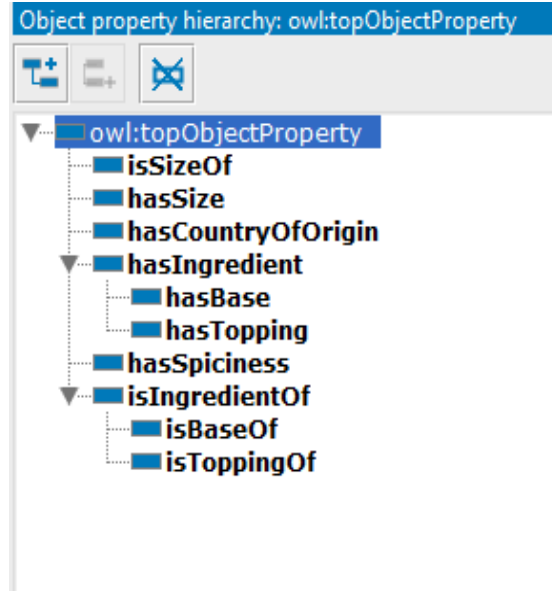 Object property hierarchy: owl:topObjectProperty
owl:topObjectProperty
isSizeOf
hasSize
hasCountryOfOrigin
hasIngredient
hasBase
hasTopping
hasSpiciness
isIngredientOf
isBaseOf
isToppingOf